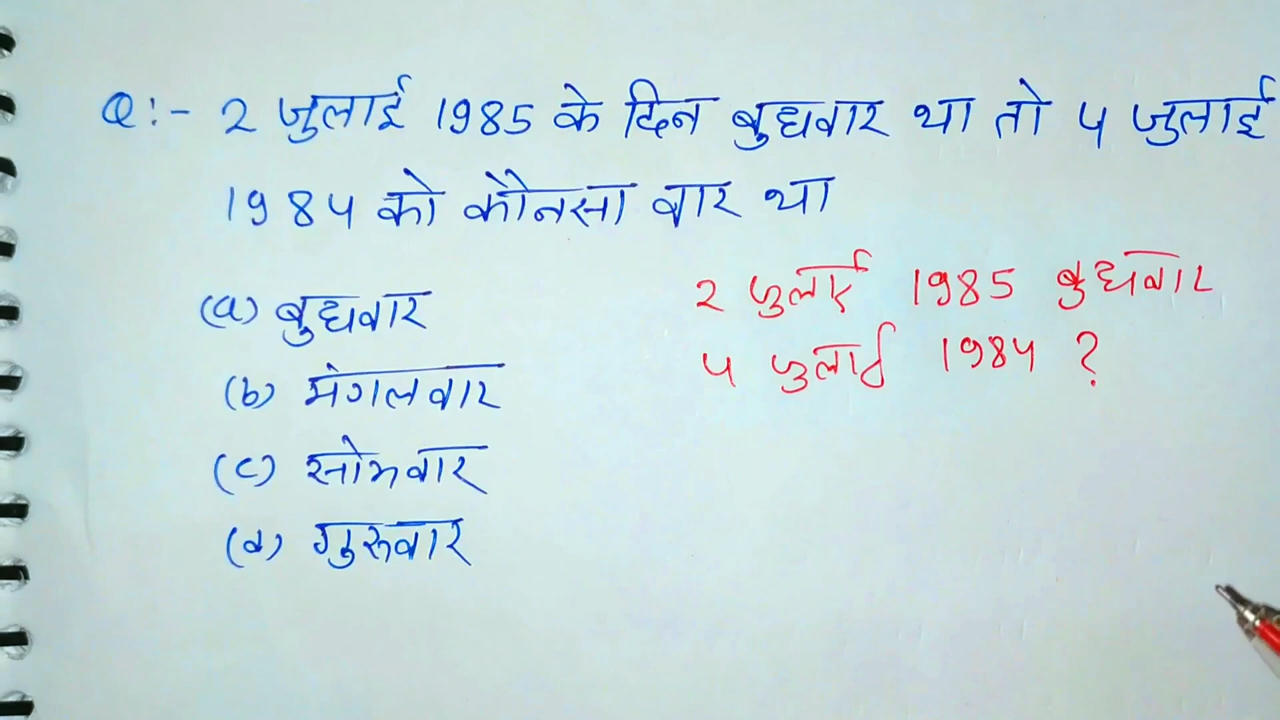 Q:- 2 जुलाई 1985 के दिन बुधवार था तो 4 जुलाई
1984 को कौनसा वार था
(a) बुधवार
(b) मंगलवार
(c) सोमवार
(d) गुरुवार
2 जुलाई 1985 बुधवार
4 जुलाई 1984 ?